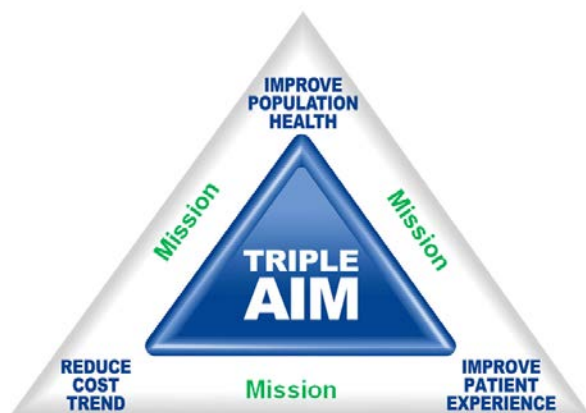 IMPROVE
POPULATION
HEALTH
Mission
Mission
TRIPLE
AIM
REDUCE
COST
TREND
Mission
IMPROVE
PATIENT
EXPERIENCE